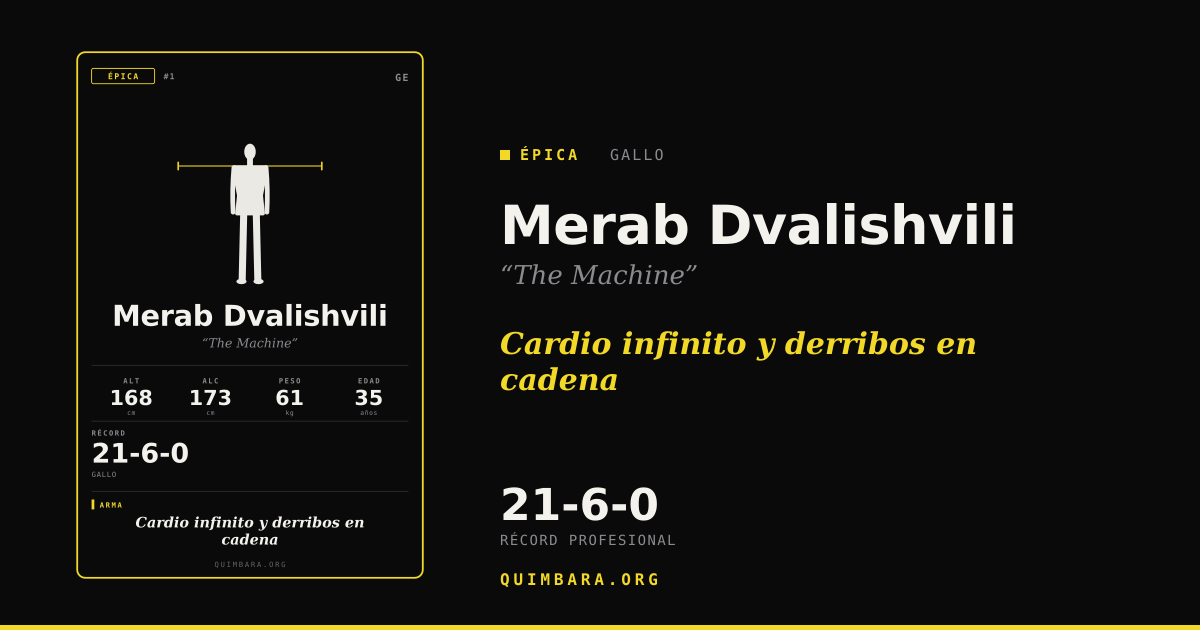 ÉPICA #1 GE
Merab Dvalishvili
“The Machine”
ALT ALC PESO EDAD
168 173 61 35
cm cm kg años
RÉCORD
21-6-0
GALLO
ARMA
Cardio infinito y derribos en
cadena
QUIMBARA.ORG
ÉPICA GALLO
Merab Dvalishvili
“The Machine”
Cardio infinito y derribos en
cadena
21-6-0
RÉCORD PROFESIONAL
QUIMBARA.ORG